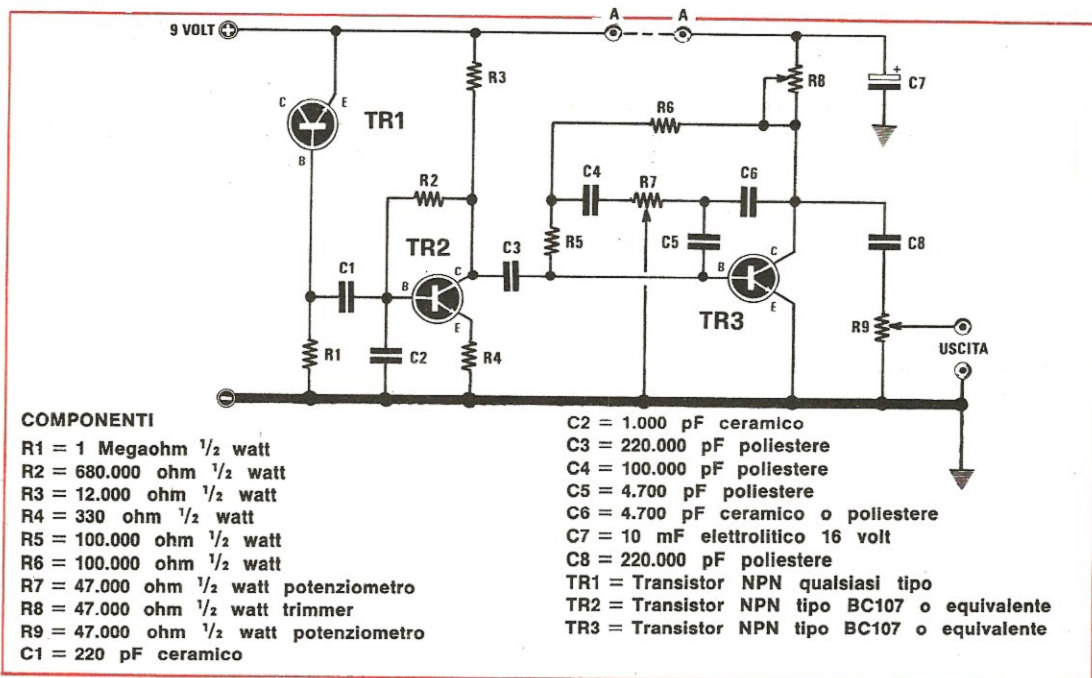 A A
9 VOLT +
R3
R8
+
C7
C E
TR1
R6
B
R2
C4 R7 C6
TR2
R5
C5
C1
C3
C
B
E
C
B
E
TR3
C8
R1
C2
R4
R9
USCITA
-
COMPONENTI
R1 = 1 Megaohm ½ watt
R2 = 680.000 ohm ½ watt
R3 = 12.000 ohm ½ watt
R4 = 330 ohm ½ watt
R5 = 100.000 ohm ½ watt
R6 = 100.000 ohm ½ watt
R7 = 47.000 ohm ½ watt potenziometro
R8 = 47.000 ohm ½ watt trimmer
R9 = 47.000 ohm ½ watt potenziometro
C1 = 220 pF ceramico
C2 = 1.000 pF ceramico
C3 = 220.000 pF poliestere
C4 = 100.000 pF poliestere
C5 = 4.700 pF poliestere
C6 = 4.700 pF ceramico o poliestere
C7 = 10 mF elettrolitico 16 volt
C8 = 220.000 pF poliestere
TR1 = Transistor NPN qualsiasi tipo
TR2 = Transistor NPN tipo BC107 o equivalente
TR3 = Transistor NPN tipo BC107 o equivalente